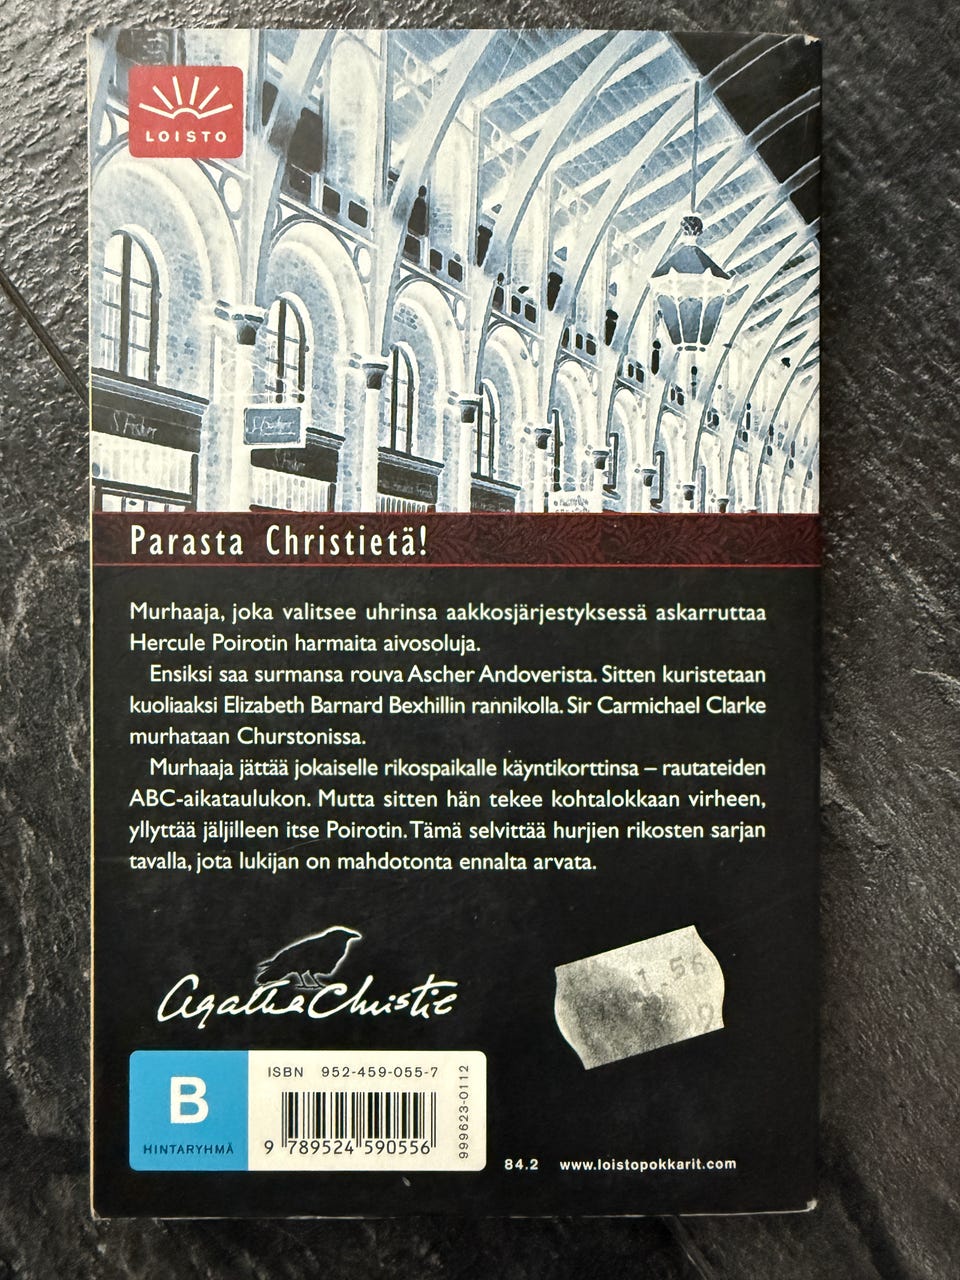 LOISTO
S. Fisher
Parasta Christietä!
Murhaaja, joka valitsee uhrinsa aakkosjärjestyksessä askarruttaa
Hercule Poirotin harmaita aivosoluja.
Ensiksi saa surmansa rouva Ascher Andoverista. Sitten kuristetaan
kuoliaaksi Elizabeth Barnard Bexhillin rannikolla. Sir Carmichael Clarke
murhataan Churstonissa.
Murhaaja jättää jokaiselle rikospaikalle käyntikorttinsa – rautateiden
ABC-aikataulukon. Mutta sitten hän tekee kohtalokkaan virheen,
yllyttää jäljilleen itse Poirotin. Tämä selvittää hurjien rikosten sarjan
tavalla, jota lukijan on mahdotonta ennalta arvata.
Agatha Christie
1 56
B
HINTARYHMÄ
ISBN 952-459-055-7
9 789524 590556
999623-0112
84.2 www.loistopokkarit.com